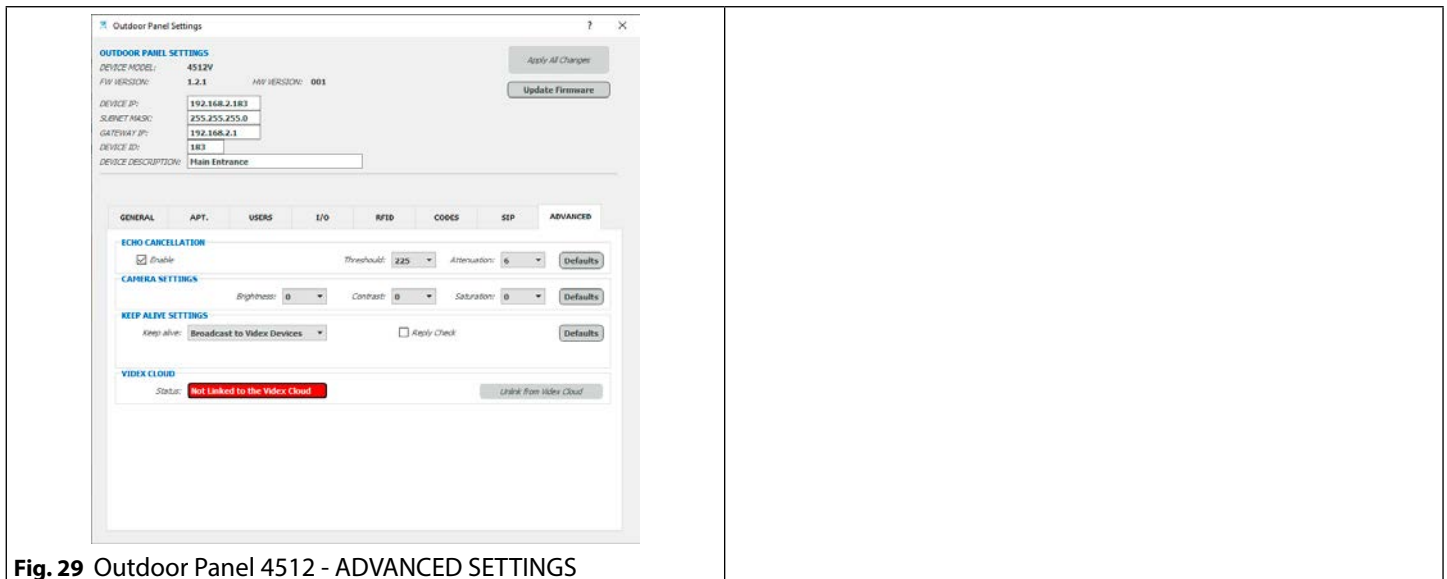 Outdoor Panel Settings ? ×
OUTDOOR PANEL SETTINGS
DEVICE MODEL: 4512V
FW VERSION: 1.2.1 HW VERSION: 001
DEVICE IP: 192.168.2.183
SUBNET MASK: 255.255.255.0
GATEWAY IP: 192.168.2.1
DEVICE ID: 183
DEVICE DESCRIPTION: Main Entrance
Apply All Changes
Update Firmware
GENERAL APT. USERS I/O RFID CODES SIP ADVANCED
ECHO CANCELLATION
Enable Threshould: 225 Attenuation: 6 Defaults
CAMERA SETTINGS
Brightness: 0 Contrast: 0 Saturation: 0 Defaults
KEEP ALIVE SETTINGS
Keep alive: Broadcast to Videx Devices Reply Check Defaults
VIDEX CLOUD
Status: Not Linked to the Videx Cloud Unlink from Videx Cloud
Fig. 29 Outdoor Panel 4512 - ADVANCED SETTINGS